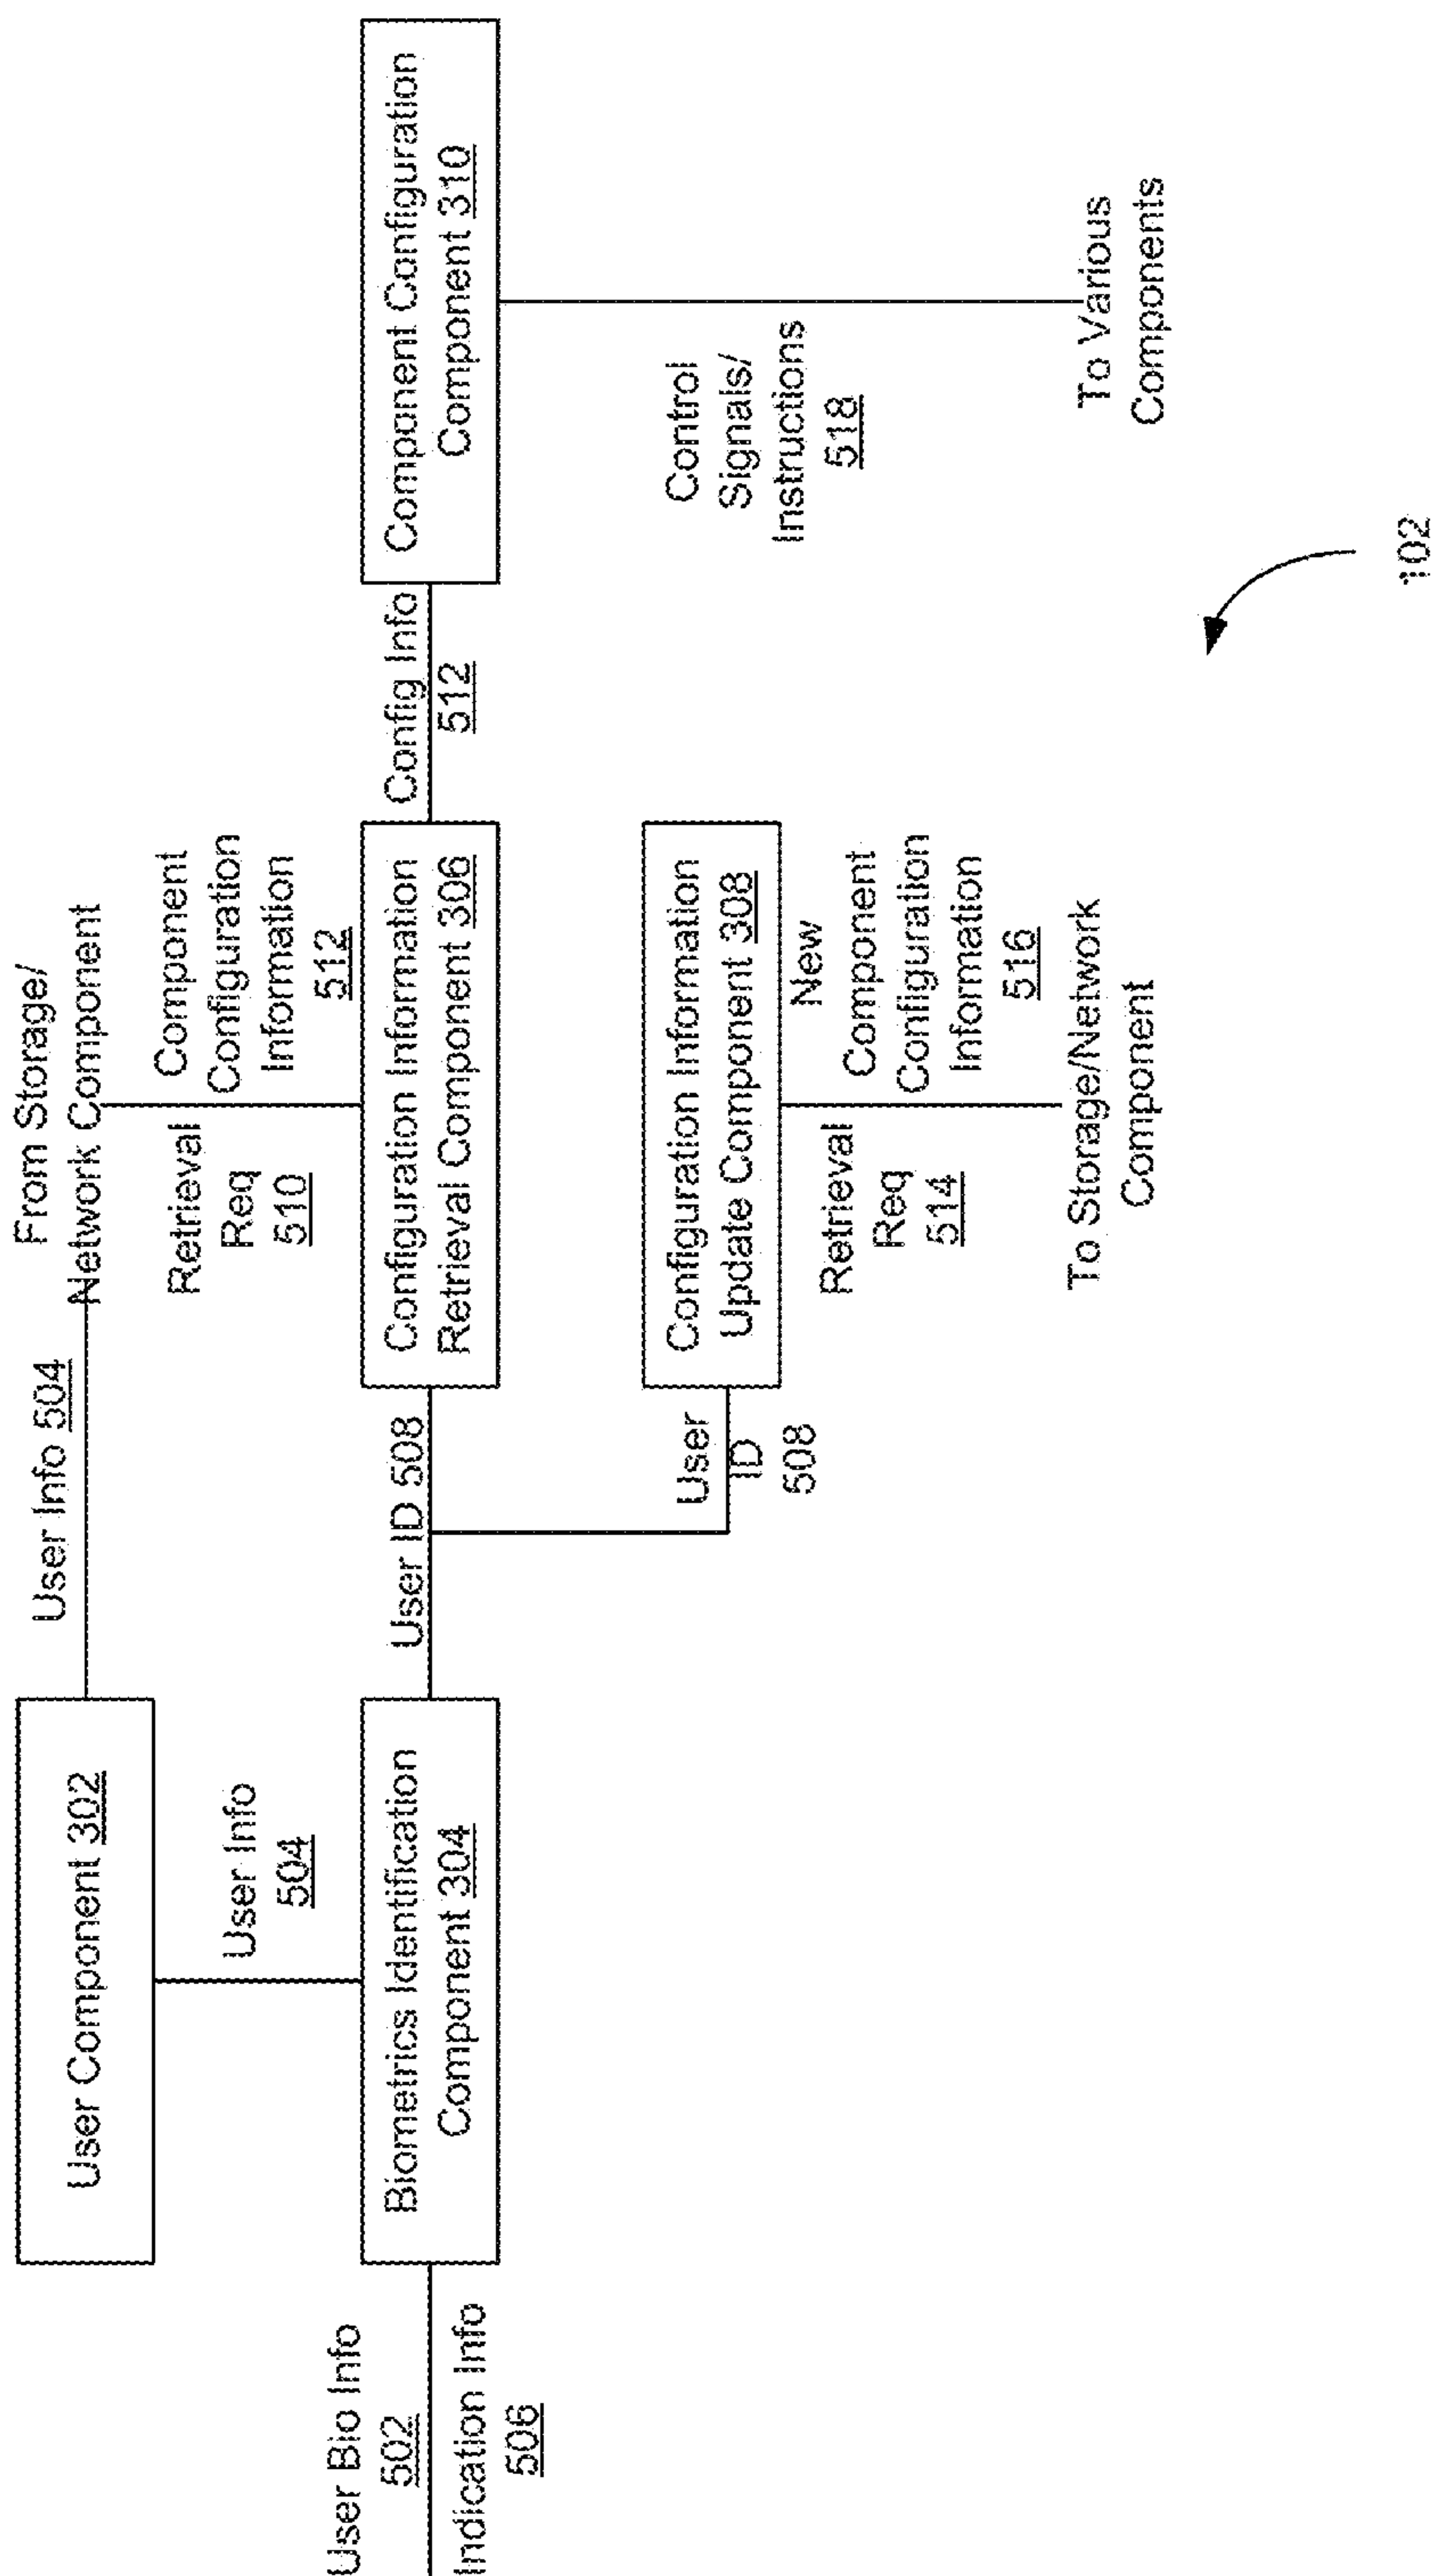 User Component 302
User Info 504
From Storage/
Network Component
User Info
504
Retrieval
Req
510
Component
Configuration
Information
512
User Bio Info
502
Indication Info
506
Biometrics Identification
Component 304
User ID 508
Configuration Information
Retrieval Component 306
Config Info
512
Component Configuration
Component 310
User
ID
508
Configuration Information
Update Component 308
Retrieval
Req
514
New
Component
Configuration
Information
516
To Storage/Network
Component
Control
Signals/
Instructions
518
To Various
Components
102